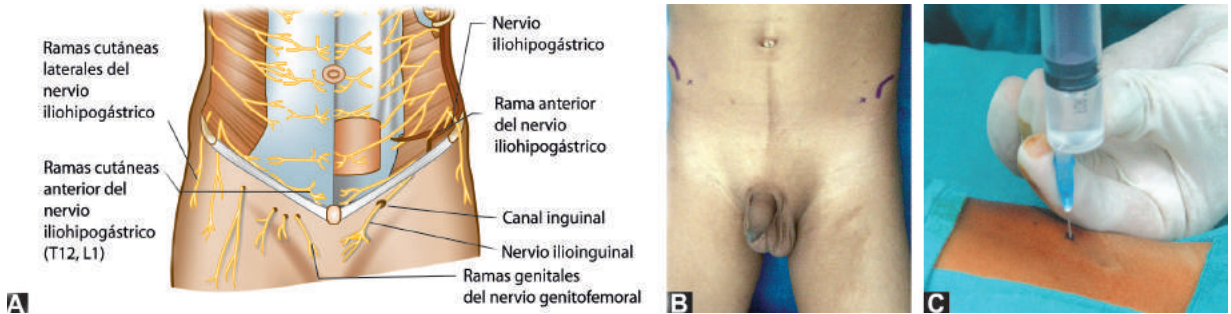 Ramas cutáneas
laterales del
nervio
iliohipogástrico
Ramas cutáneas
anterior del
nervio
iliohipogástrico
(T12, L1)
Nervio
iliohipogástrico
Rama anterior
del nervio
iliohipogástrico
Canal inguinal
Nervio ilioinguinal
Ramas genitales
del nervio genitofemoral
A
B
C